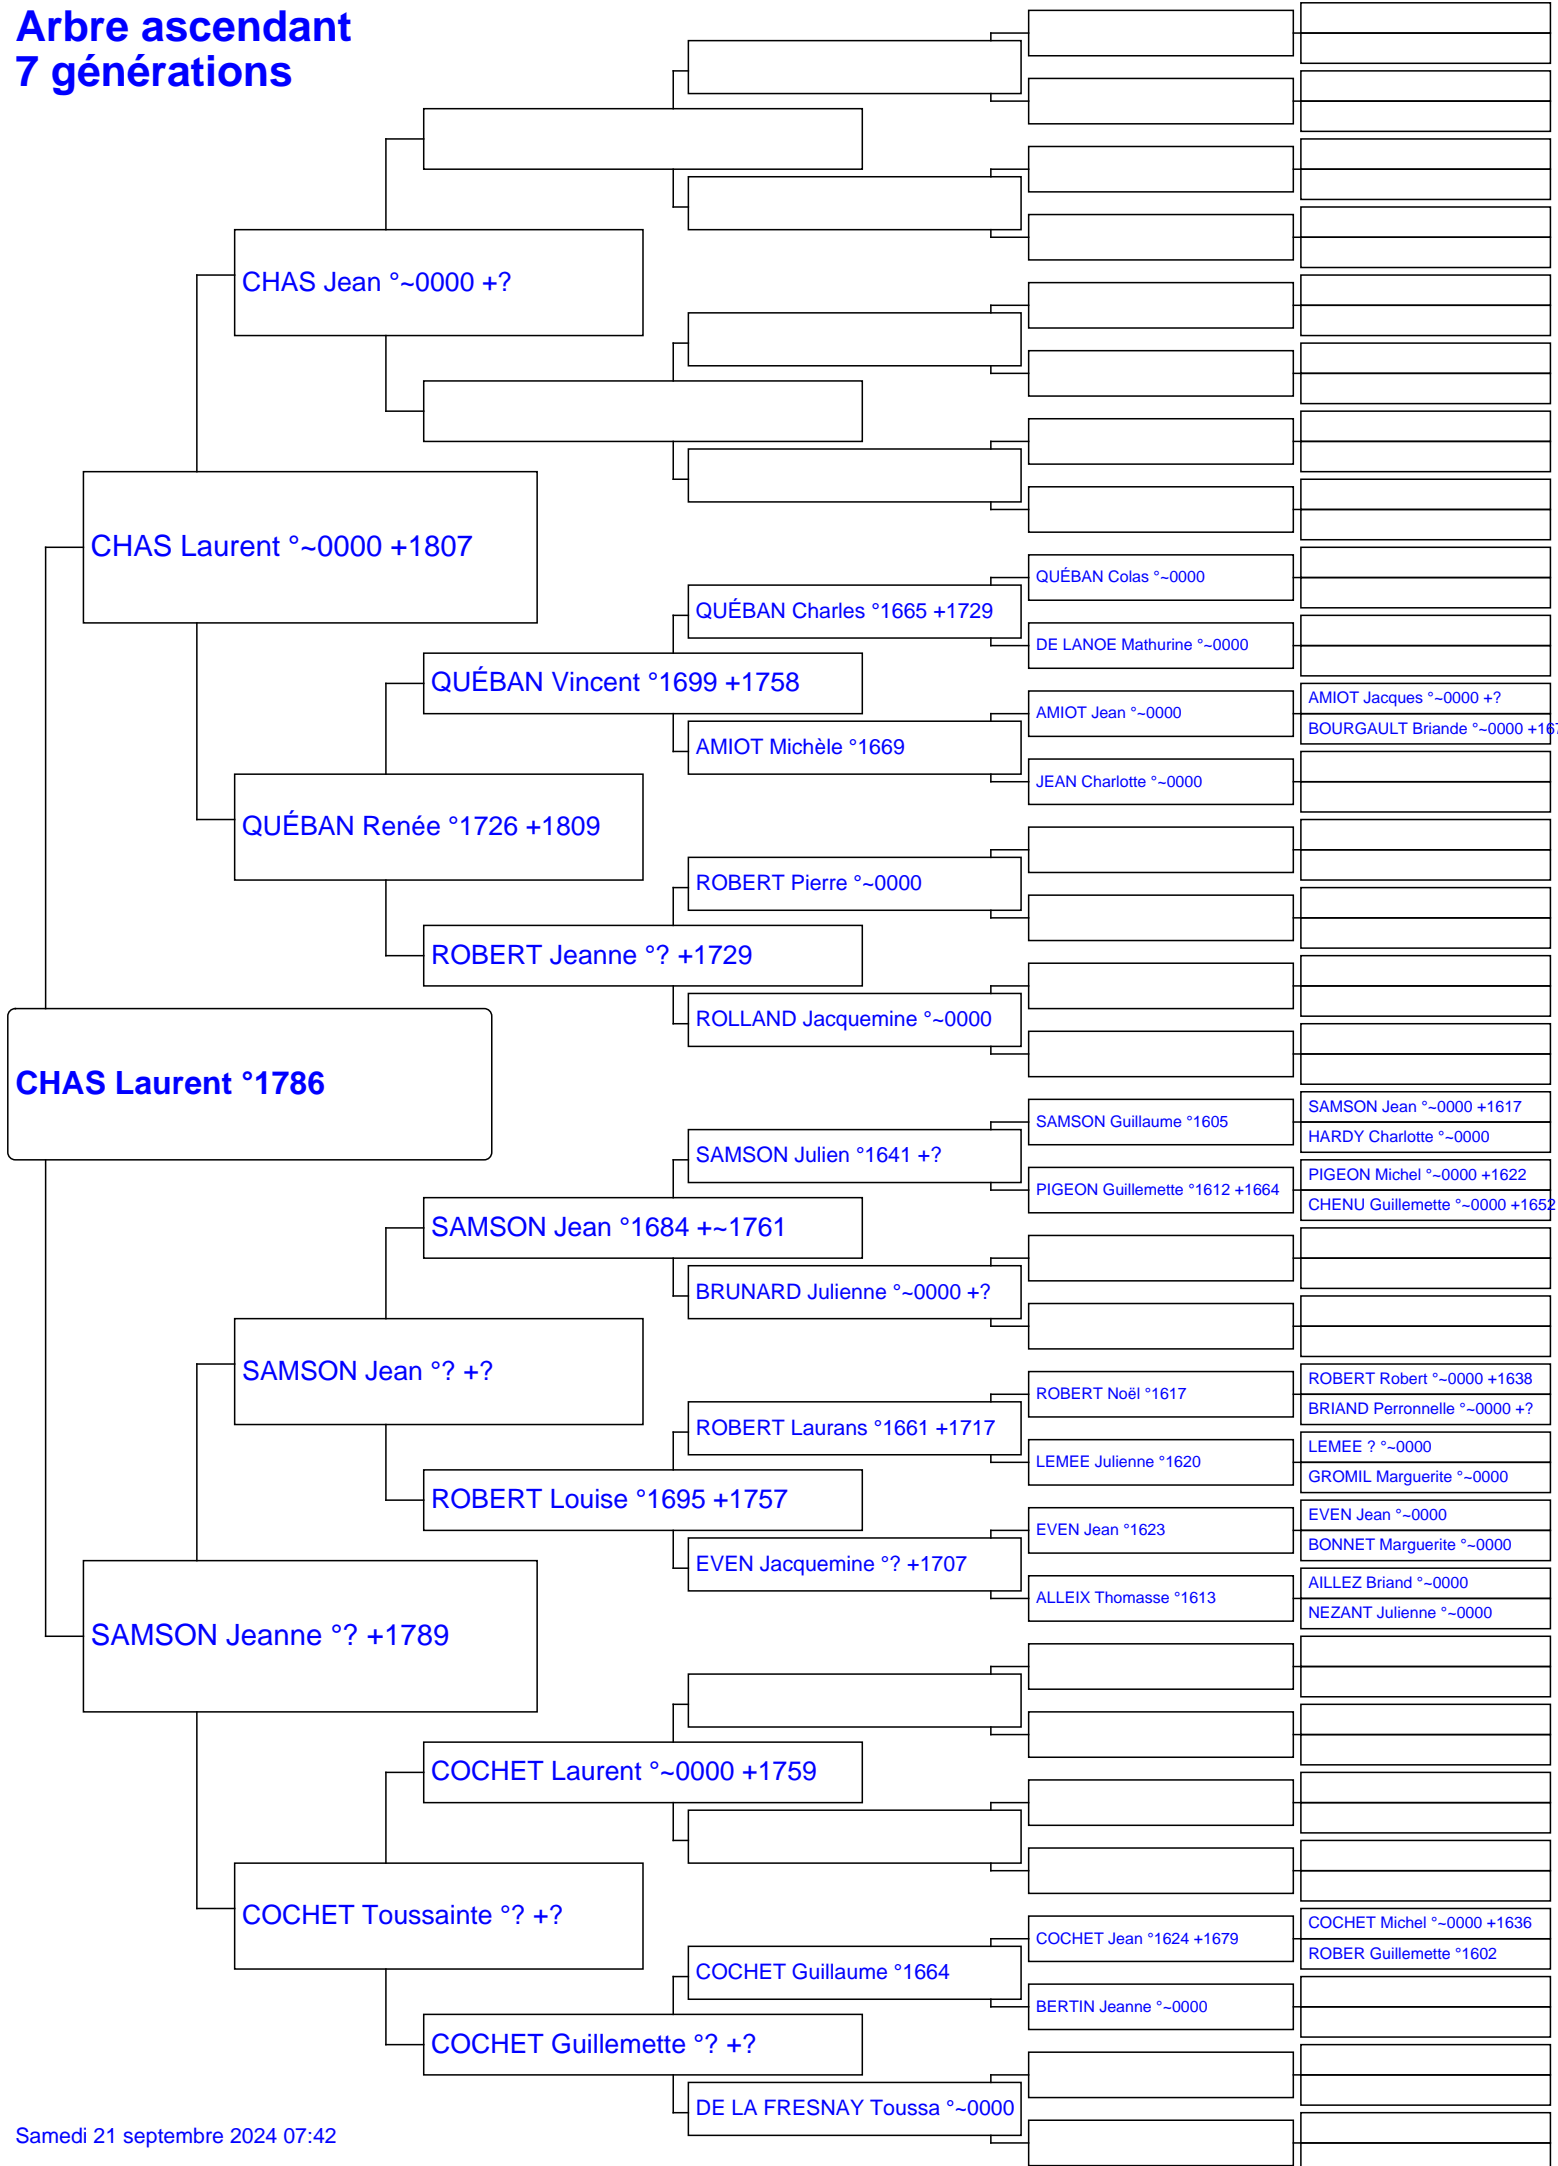 Arbre ascendant
7 générations
CHAS Jean °~0000 +?
CHAS Laurent °~0000 +1807
QUÉBAN Colas °~0000
QUÉBAN Charles °1665 +1729
DE LANOE Mathurine °~0000
QUÉBAN Vincent °1699 +1758
AMIOT Jacques °~0000 +?
AMIOT Jean °~0000
BOURGAULT Briande °~0000 +16
AMIOT Michèle °1669
JEAN Charlotte °~0000
QUÉBAN Renée °1726 +1809
ROBERT Pierre °~0000
ROBERT Jeanne °? +1729
ROLLAND Jacquemine °~0000
CHAS Laurent °1786
SAMSON Jean °~0000 +1617
SAMSON Guillaume °1605
HARDY Charlotte °~0000
SAMSON Julien °1641 +?
PIGEON Michel °~0000 +1622
PIGEON Guillemette °1612 +1664
CHENU Guillemette °~0000 +1652
SAMSON Jean °1684 +~1761
BRUNARD Julienne °~0000 +?
SAMSON Jean °? +?
ROBERT Robert °~0000 +1638
ROBERT Noël °1617
BRIAND Perronnelle °~0000 +?
ROBERT Laurans °1661 +1717
LEMEE ? °~0000
LEMEE Julienne °1620
GROMIL Marguerite °~0000
ROBERT Louise °1695 +1757
EVEN Jean °~0000
EVEN Jean °1623
BONNET Marguerite °~0000
EVEN Jacquemine °? +1707
AILLEZ Briand °~0000
ALLEIX Thomasse °1613
NEZANT Julienne °~0000
SAMSON Jeanne °? +1789
COCHET Laurent °~0000 +1759
COCHET Toussainte °? +?
COCHET Michel °~0000 +1636
COCHET Jean °1624 +1679
ROBER Guillemette °1602
COCHET Guillaume °1664
BERTIN Jeanne °~0000
COCHET Guillemette °? +?
DE LA FRESNAY Toussa °~0000
Samedi 21 septembre 2024 07:42